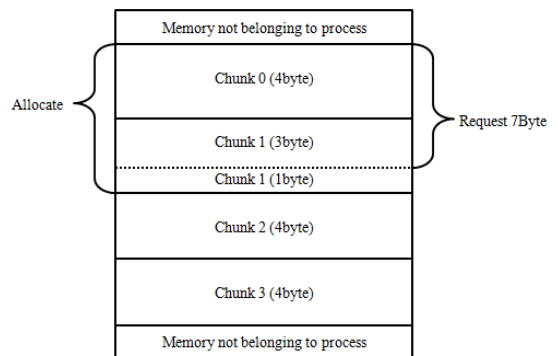 Memory not belonging to process
Chunk 0 (4byte)
Allocate
Request 7Byte
Chunk 1 (3byte)
Chunk 1 (1byte)
Chunk 2 (4byte)
Chunk 3 (4byte)
Memory not belonging to process